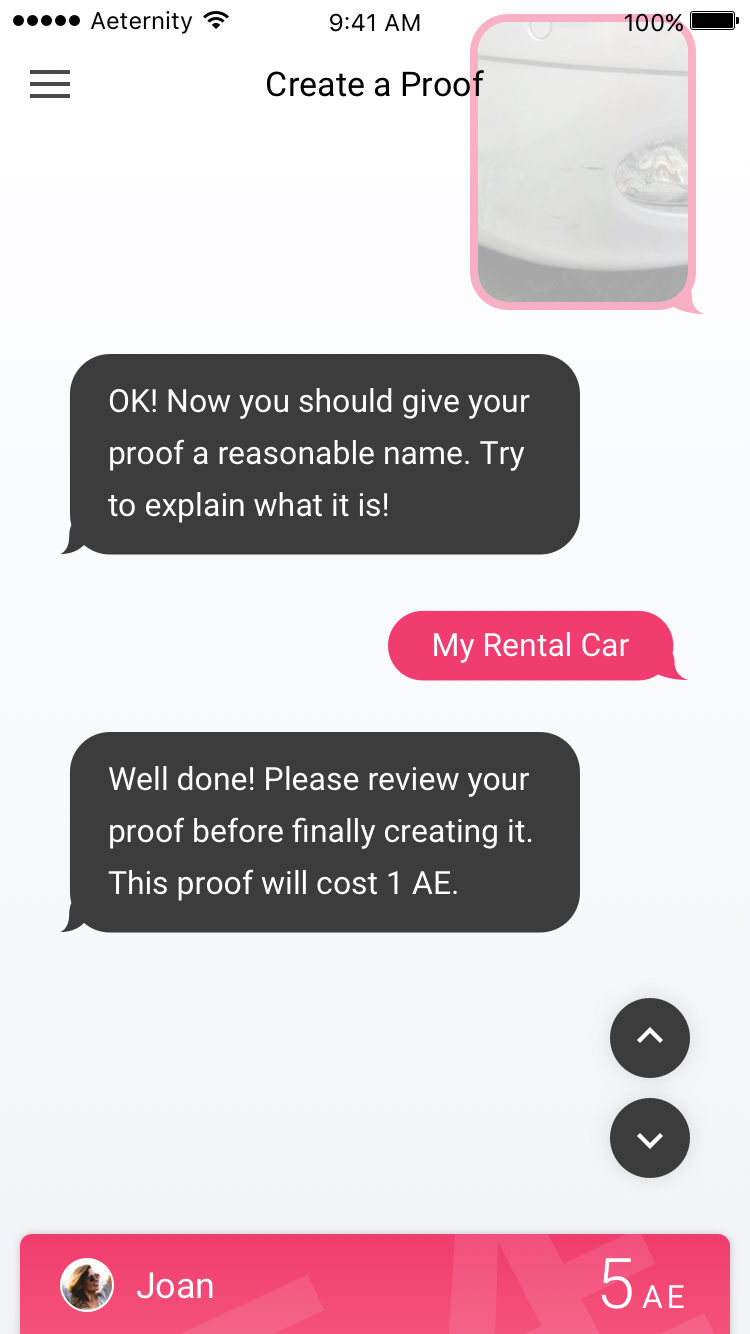 Aeternity 9:41 AM 100%
Create a Proof
OK! Now you should give your
proof a reasonable name. Try
to explain what it is!
My Rental Car
Well done! Please review your
proof before finally creating it.
This proof will cost 1 AE.
Joan 5 AE